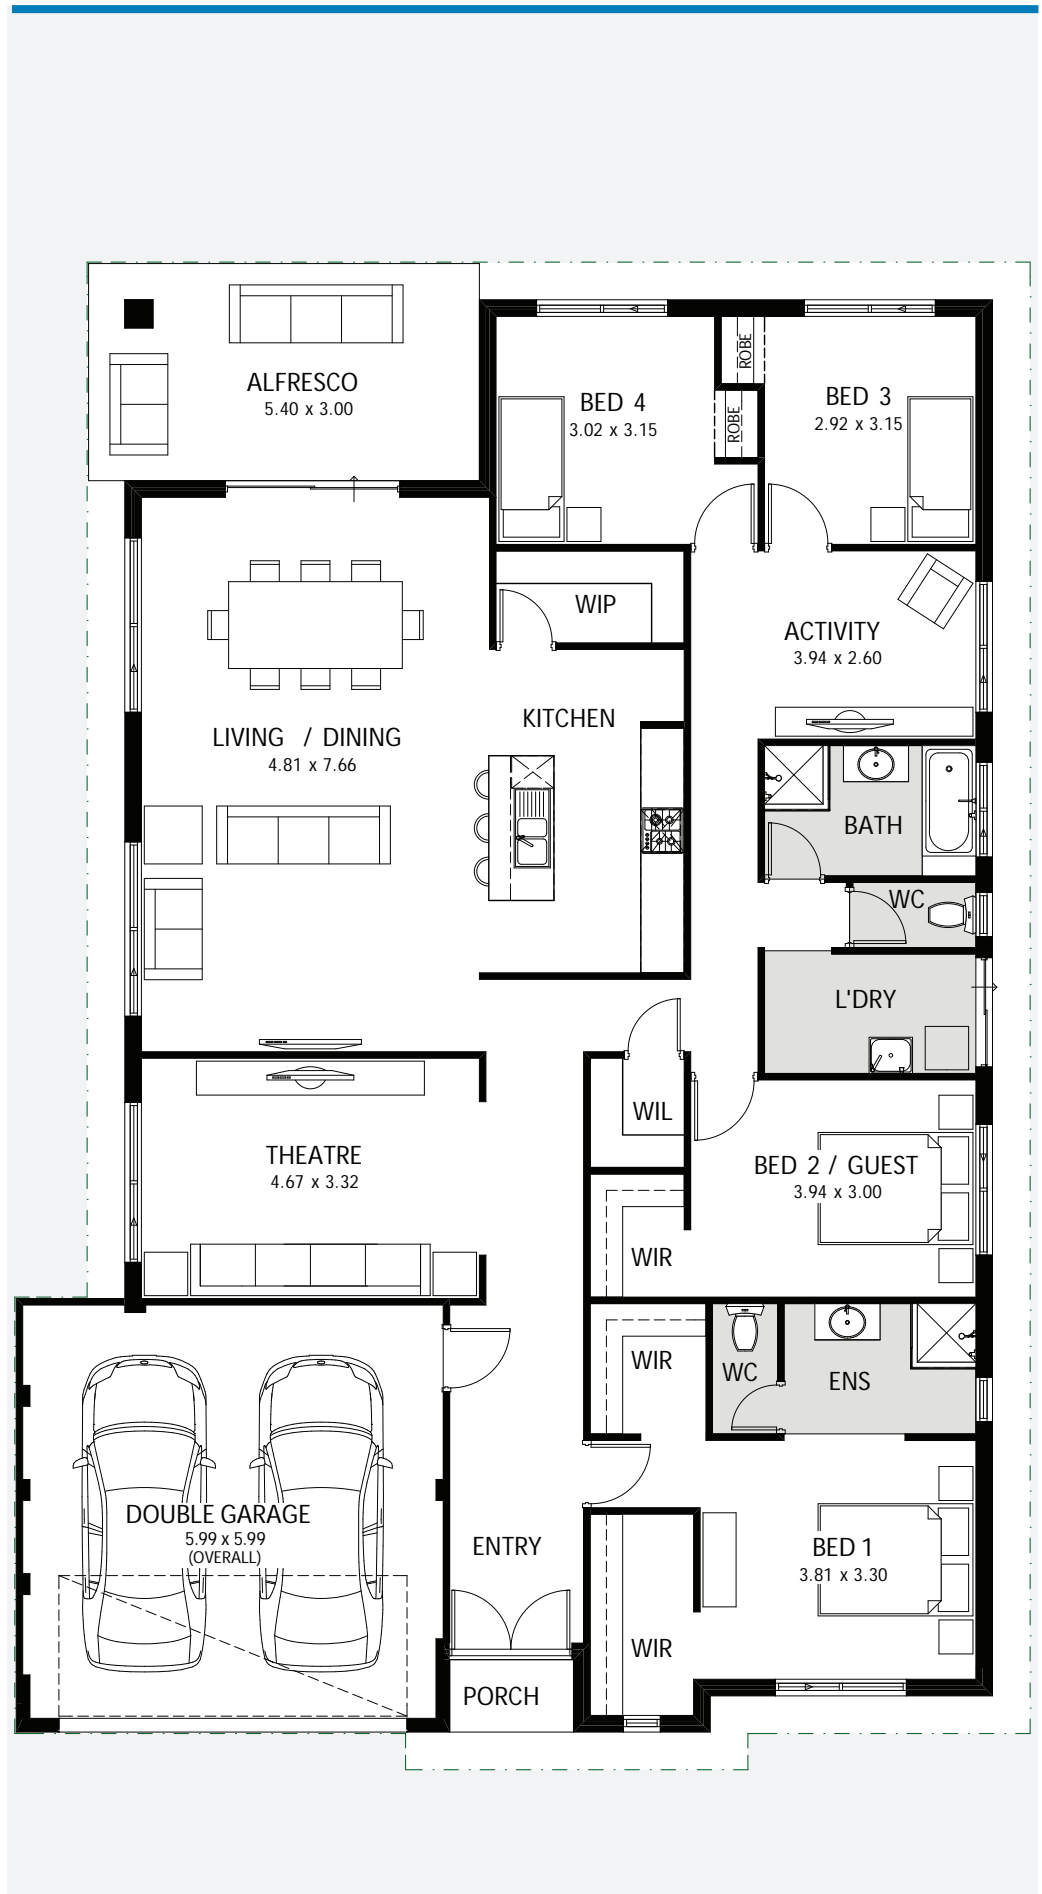 ALFRESCO
5.40 x 3.00
BED 4
3.02 x 3.15
ROBE
ROBE
BED 3
2.92 x 3.15
WIP
ACTIVITY
3.94 x 2.60
KITCHEN
LIVING / DINING
4.81 x 7.66
BATH
WC
L'DRY
WIL
THEATRE
4.67 x 3.32
BED 2 / GUEST
3.94 x 3.00
WIR
WIR
WC
ENS
DOUBLE GARAGE
5.99 x 5.99
(OVERALL)
ENTRY
BED 1
3.81 x 3.30
WIR
PORCH